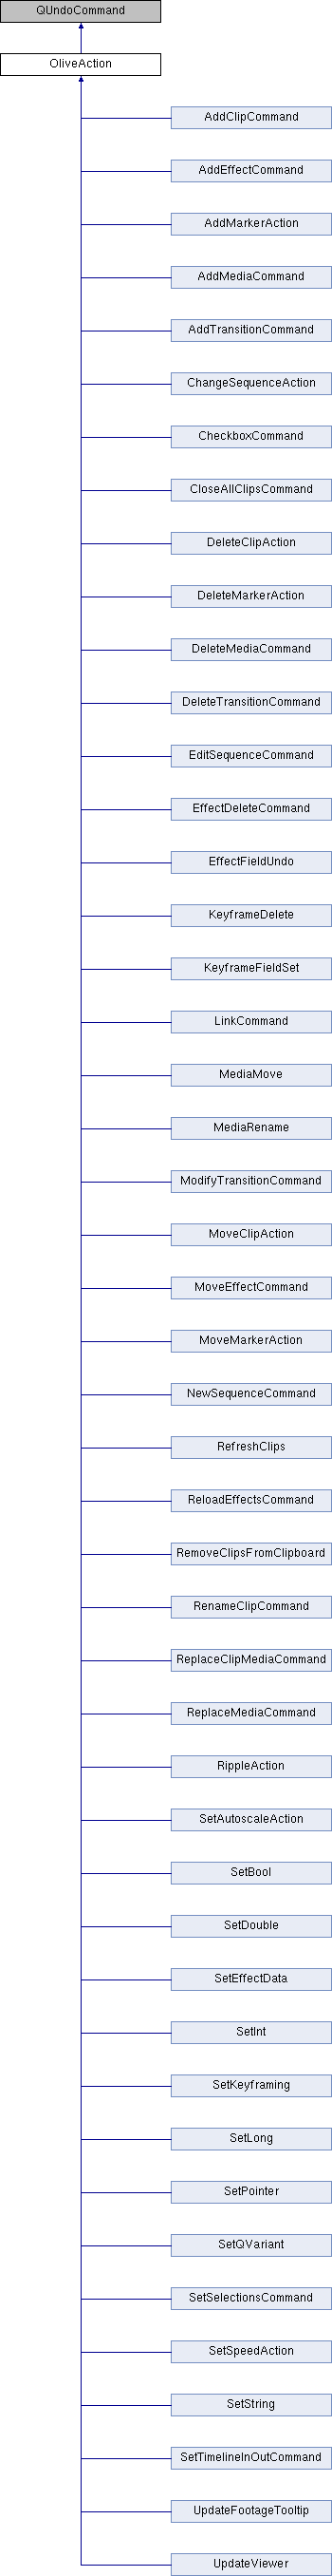 QUndoCommand
OliveAction
AddClipCommand
AddEffectCommand
AddMarkerAction
AddMediaCommand
AddTransitionCommand
ChangeSequenceAction
CheckboxCommand
CloseAllClipsCommand
DeleteClipAction
DeleteMarkerAction
DeleteMediaCommand
DeleteTransitionCommand
EditSequenceCommand
EffectDeleteCommand
EffectFieldUndo
KeyframeDelete
KeyframeFieldSet
LinkCommand
MediaMove
MediaRename
ModifyTransitionCommand
MoveClipAction
MoveEffectCommand
MoveMarkerAction
NewSequenceCommand
RefreshClips
ReloadEffectsCommand
RemoveClipsFromClipboard
RenameClipCommand
ReplaceClipMediaCommand
ReplaceMediaCommand
RippleAction
SetAutoscaleAction
SetBool
SetDouble
SetEffectData
SetInt
SetKeyframing
SetLong
SetPointer
SetQVariant
SetSelectionsCommand
SetSpeedAction
SetString
SetTimelineInOutCommand
UpdateFootageTooltip
UpdateViewer